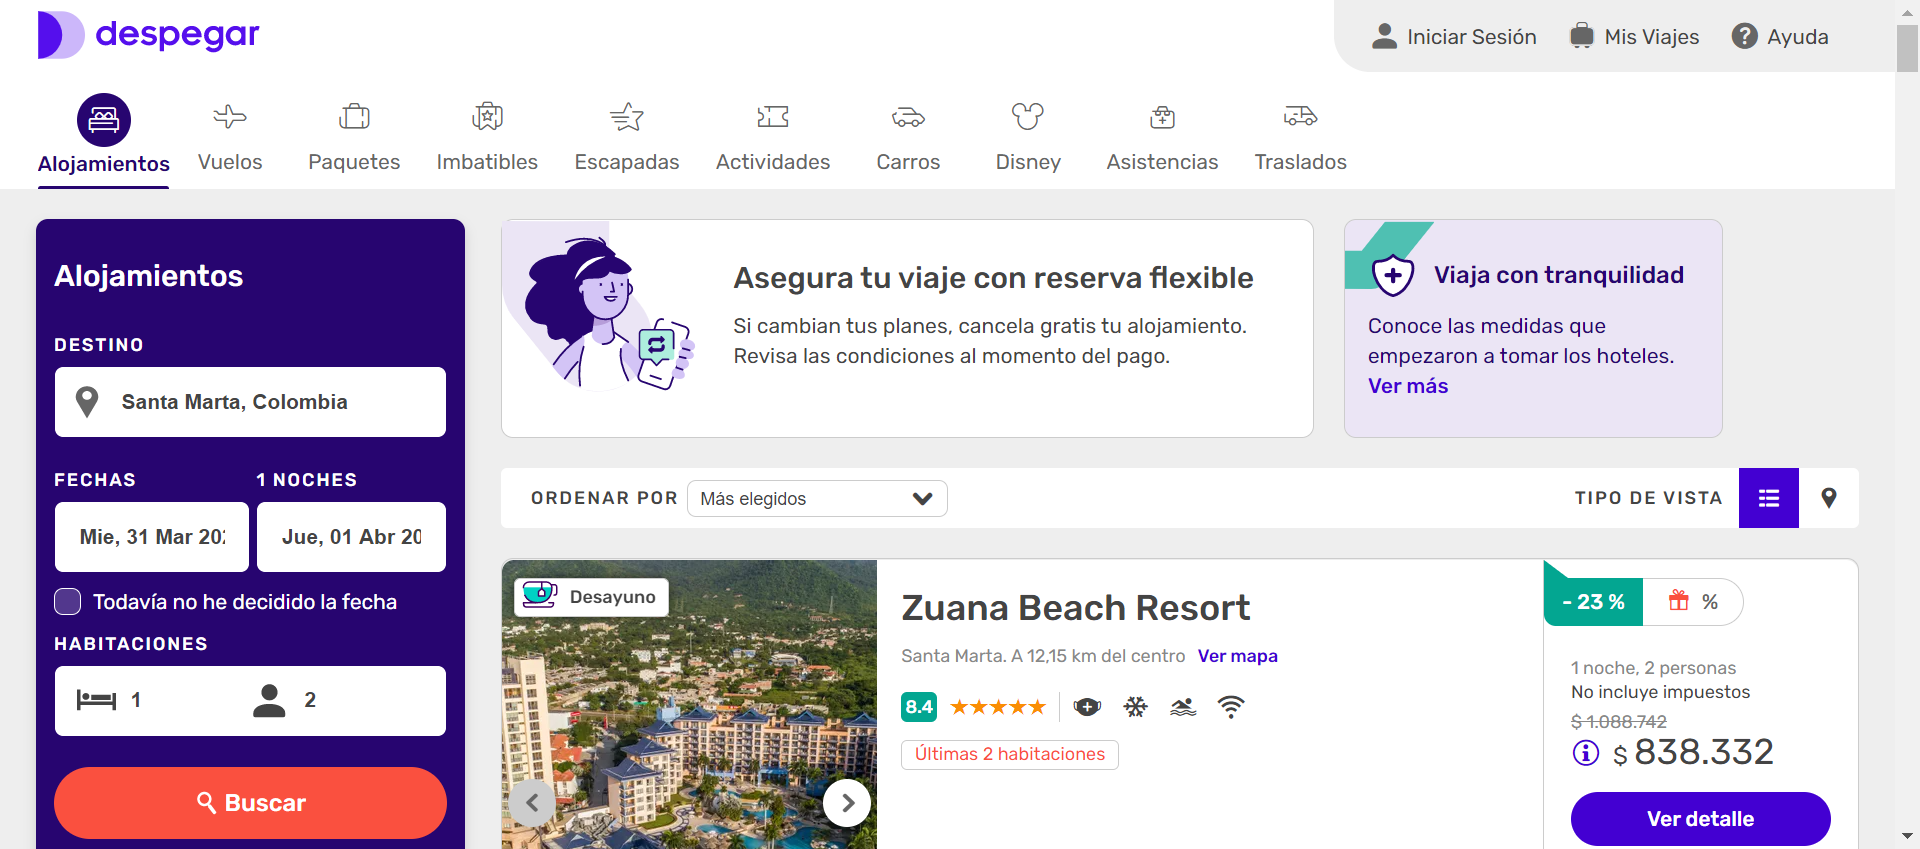 despegar
Iniciar Sesión
Mis Viajes
Ayuda
Alojamientos
Vuelos
Paquetes
Imbatibles
Escapadas
Actividades
Carros
Disney
Asistencias
Traslados
Alojamientos
DESTINO
Santa Marta, Colombia
FECHAS
1 NOCHES
Mie, 31 Mar 20
Jue, 01 Abr 20
Todavía no he decidido la fecha
HABITACIONES
1
2
Buscar
Asegura tu viaje con reserva flexible
Si cambian tus planes, cancela gratis tu alojamiento.
Revisa las condiciones al momento del pago.
Viaja con tranquilidad
Conoce las medidas que
empezaron a tomar los hoteles.
Ver más
ORDENAR POR
Más elegidos
TIPO DE VISTA
Desayuno
Zuana Beach Resort
Santa Marta. A 12,15 km del centro Ver mapa
8.4
Últimas 2 habitaciones
- 23 %
%
1 noche, 2 personas
No incluye impuestos
$ 1.088.742
$ 838.332
Ver detalle